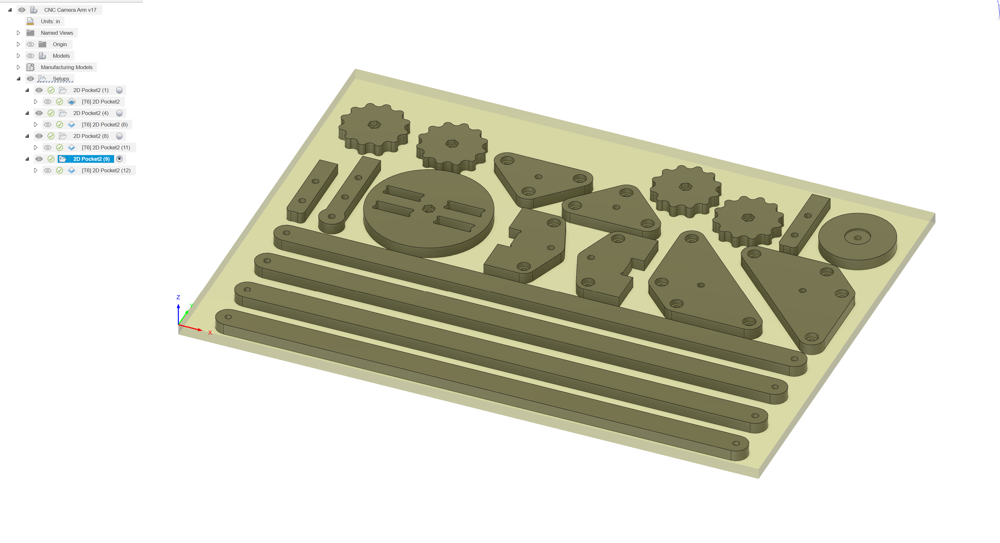 CNC Camera Arm v17
Units: in
Named Views
Origin
Models
Manufacturing Models
Setups
2D Pocket2 (1)
[T6] 2D Pocket2
2D Pocket2 (4)
[T6] 2D Pocket2 (6)
2D Pocket2 (8)
[T6] 2D Pocket2 (11)
2D Pocket2 (9)
[T6] 2D Pocket2 (12)
Z
X